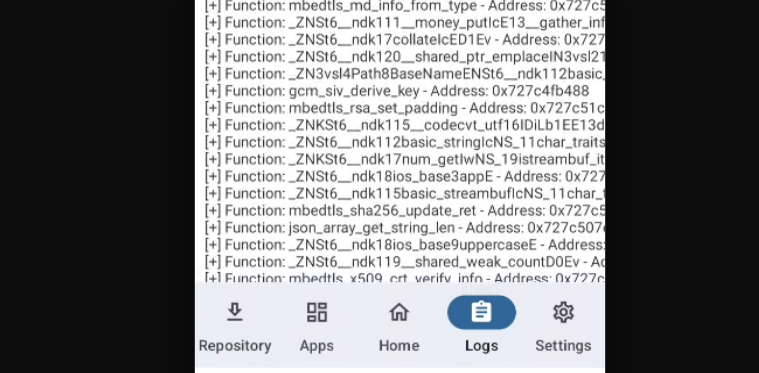 [+] Function: mbedtls_md_info_from_type - Address: 0x727c5
[+] Function: _ZNSt6__ndk111__money_putIcE13__gather_inf
[+] Function: _ZNSt6__ndk17collateIcED1Ev - Address: 0x727
[+] Function: _ZNSt6__ndk120__shared_ptr_emplaceIN3vsl21
[+] Function: _ZN3vsl4Path8BaseNameENSt6__ndk112basic_
[+] Function: gcm_siv_derive_key - Address: 0x727c4fb488
[+] Function: mbedtls_rsa_set_padding - Address: 0x727c51c
[+] Function: _ZNKSt6__ndk115__codecvt_utf16IDiLb1EE13d
[+] Function: _ZNSt6__ndk112basic_stringIcNS_11char_traits
[+] Function: _ZNKSt6__ndk17num_getIwNS_19istreambuf_it
[+] Function: _ZNSt6__ndk18ios_base3appE - Address: 0x727
[+] Function: _ZNSt6__ndk115basic_streambufIcNS_11char_t
[+] Function: mbedtls_sha256_update_ret - Address: 0x727c5
[+] Function: json_array_get_string_len - Address: 0x727c507
[+] Function: _ZNSt6__ndk18ios_base9uppercaseE - Address:
[+] Function: _ZNSt6__ndk119__shared_weak_countD0Ev - Ad
[+] Function: mbedtls_x509_crt_verify_info - Address: 0x727c
Repository Apps Home Logs Settings